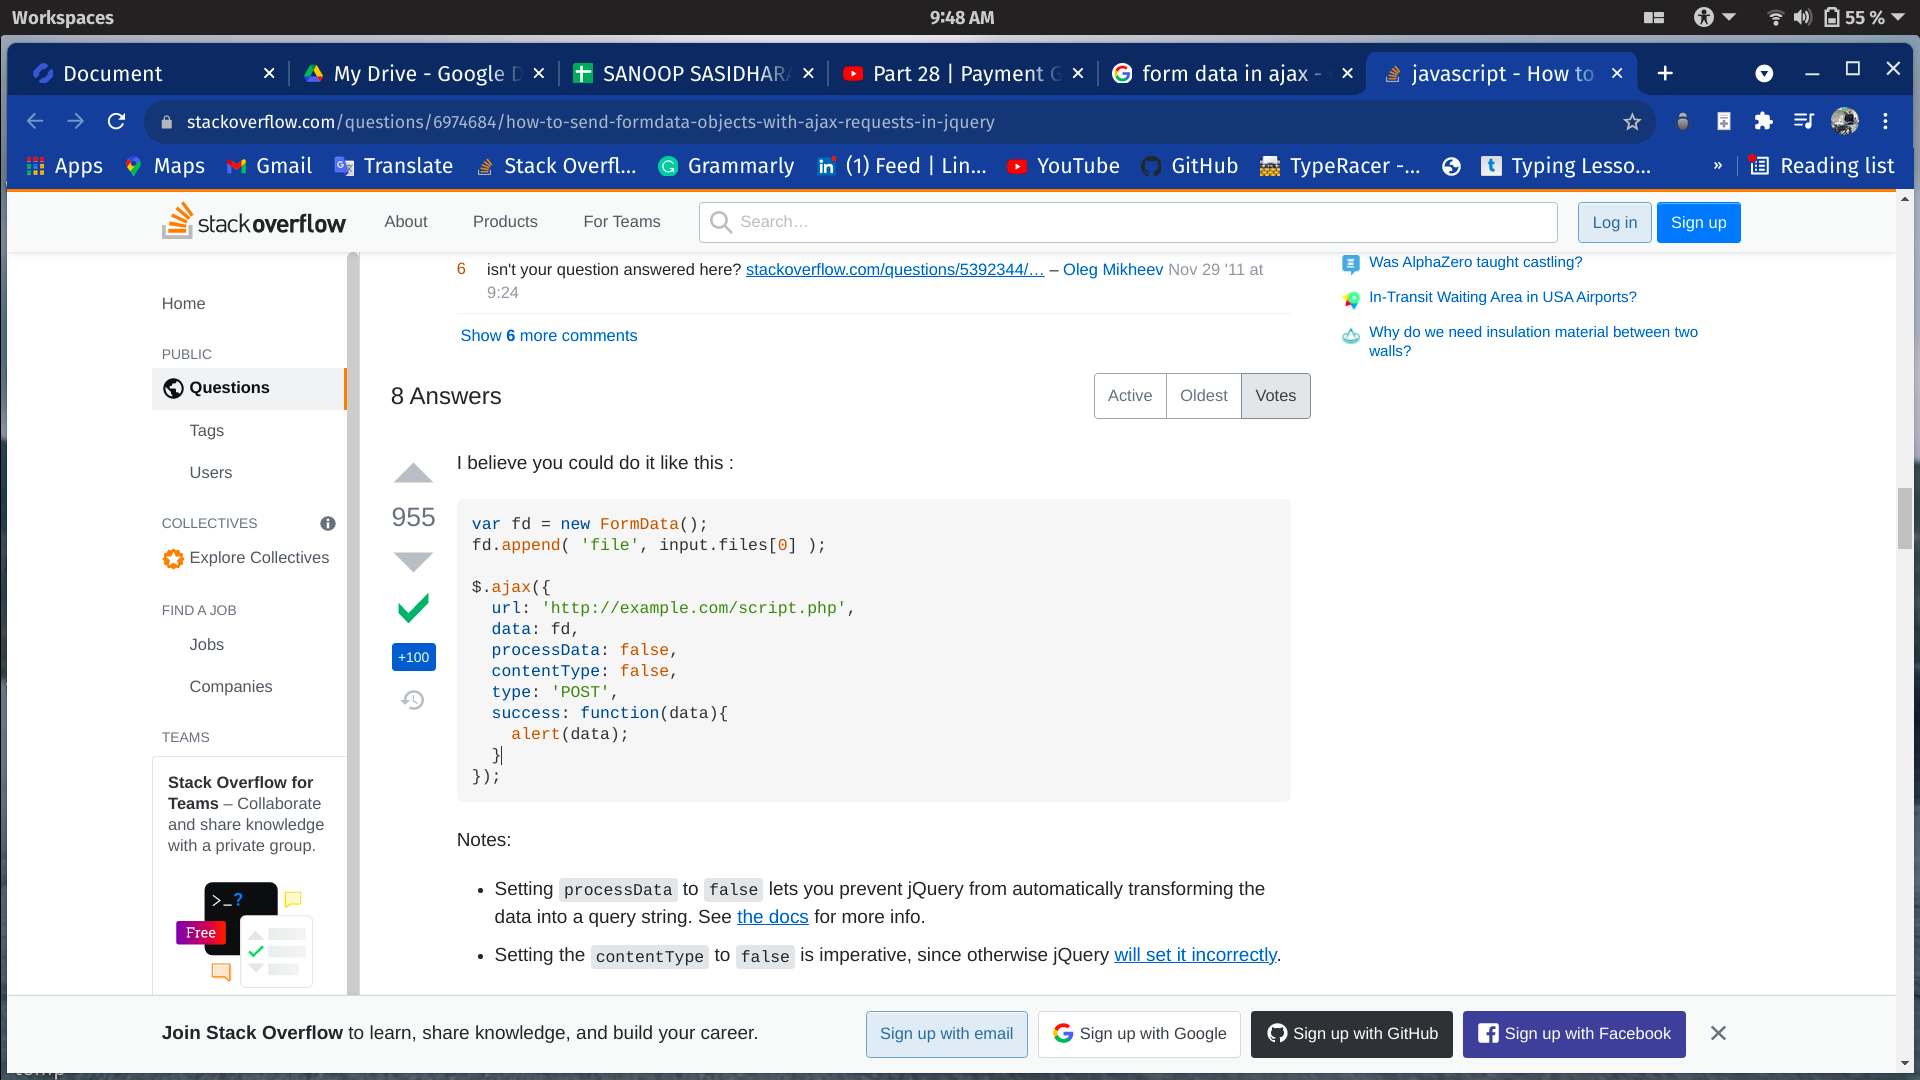 Workspaces
9:48 AM
55 %
Document
My Drive - Google D
SANOOP SASIDHARA
Part 28 | Payment G
form data in ajax -
javascript - How to
stackoverflow.com/questions/6974684/how-to-send-formdata-objects-with-ajax-requests-in-jquery
Apps
Maps
Gmail
Translate
Stack Overfl...
Grammarly
(1) Feed | Lin...
YouTube
GitHub
TypeRacer -...
Typing Lesso...
»
Reading list
stackoverflow
About
Products
For Teams
Search…
Log in
Sign up
Home
PUBLIC
Questions
Tags
Users
COLLECTIVES
Explore Collectives
FIND A JOB
Jobs
Companies
TEAMS
Stack Overflow for
Teams – Collaborate
and share knowledge
with a private group.
>_?
Free
6 isn't your question answered here? stackoverflow.com/questions/5392344/… – Oleg Mikheev Nov 29 '11 at
9:24
Show 6 more comments
8 Answers
Active
Oldest
Votes
955
+100
I believe you could do it like this :
var fd = new FormData();
fd.append( 'file', input.files[0] );
$.ajax({
url: 'http://example.com/script.php',
data: fd,
processData: false,
contentType: false,
type: 'POST',
success: function(data){
alert(data);
}
});
Notes:
• Setting processData to false lets you prevent jQuery from automatically transforming the
data into a query string. See the docs for more info.
• Setting the contentType to false is imperative, since otherwise jQuery will set it incorrectly.
Was AlphaZero taught castling?
In-Transit Waiting Area in USA Airports?
Why do we need insulation material between two
walls?
Join Stack Overflow to learn, share knowledge, and build your career.
Sign up with email
Sign up with Google
Sign up with GitHub
Sign up with Facebook